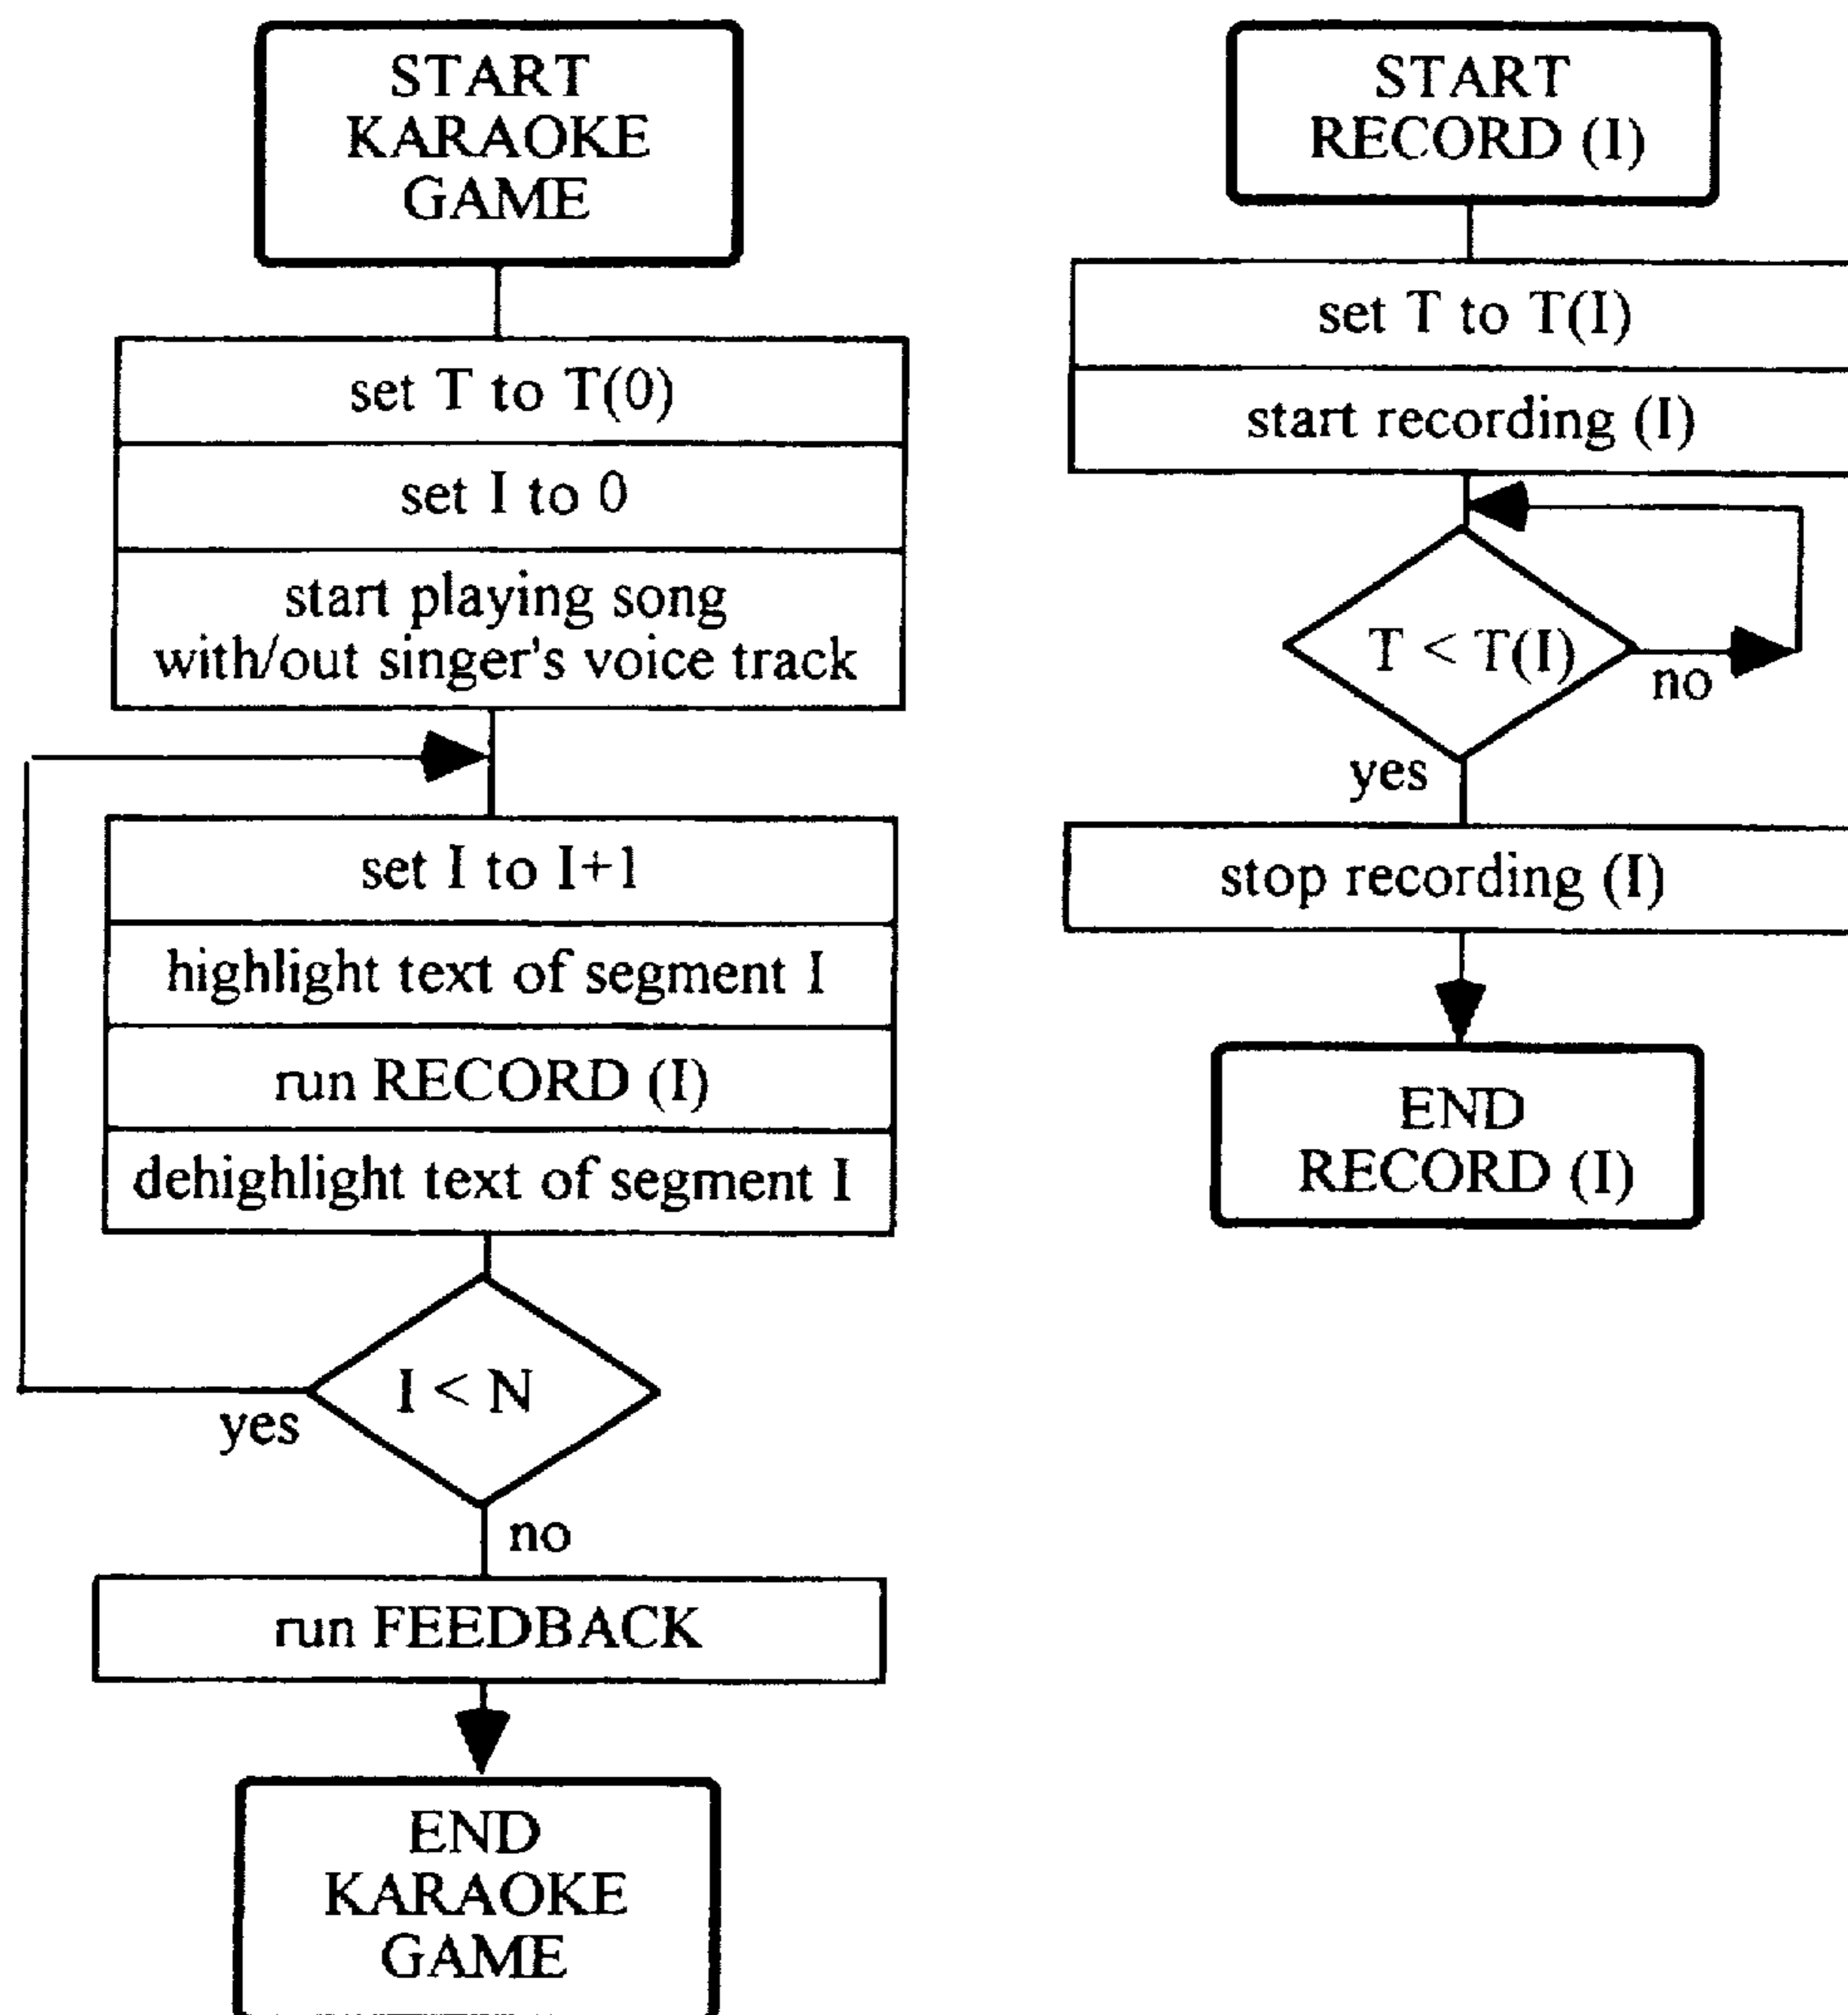 START
KARAOKE
GAME
set T to T(0)
set I to 0
start playing song
with/out singer's voice track
set I to I+1
highlight text of segment I
run RECORD (I)
dehighlight text of segment I
I < N
yes
no
run FEEDBACK
END
KARAOKE
GAME
START
RECORD (I)
set T to T(I)
start recording (I)
T < T(I)
no
yes
stop recording (I)
END
RECORD (I)